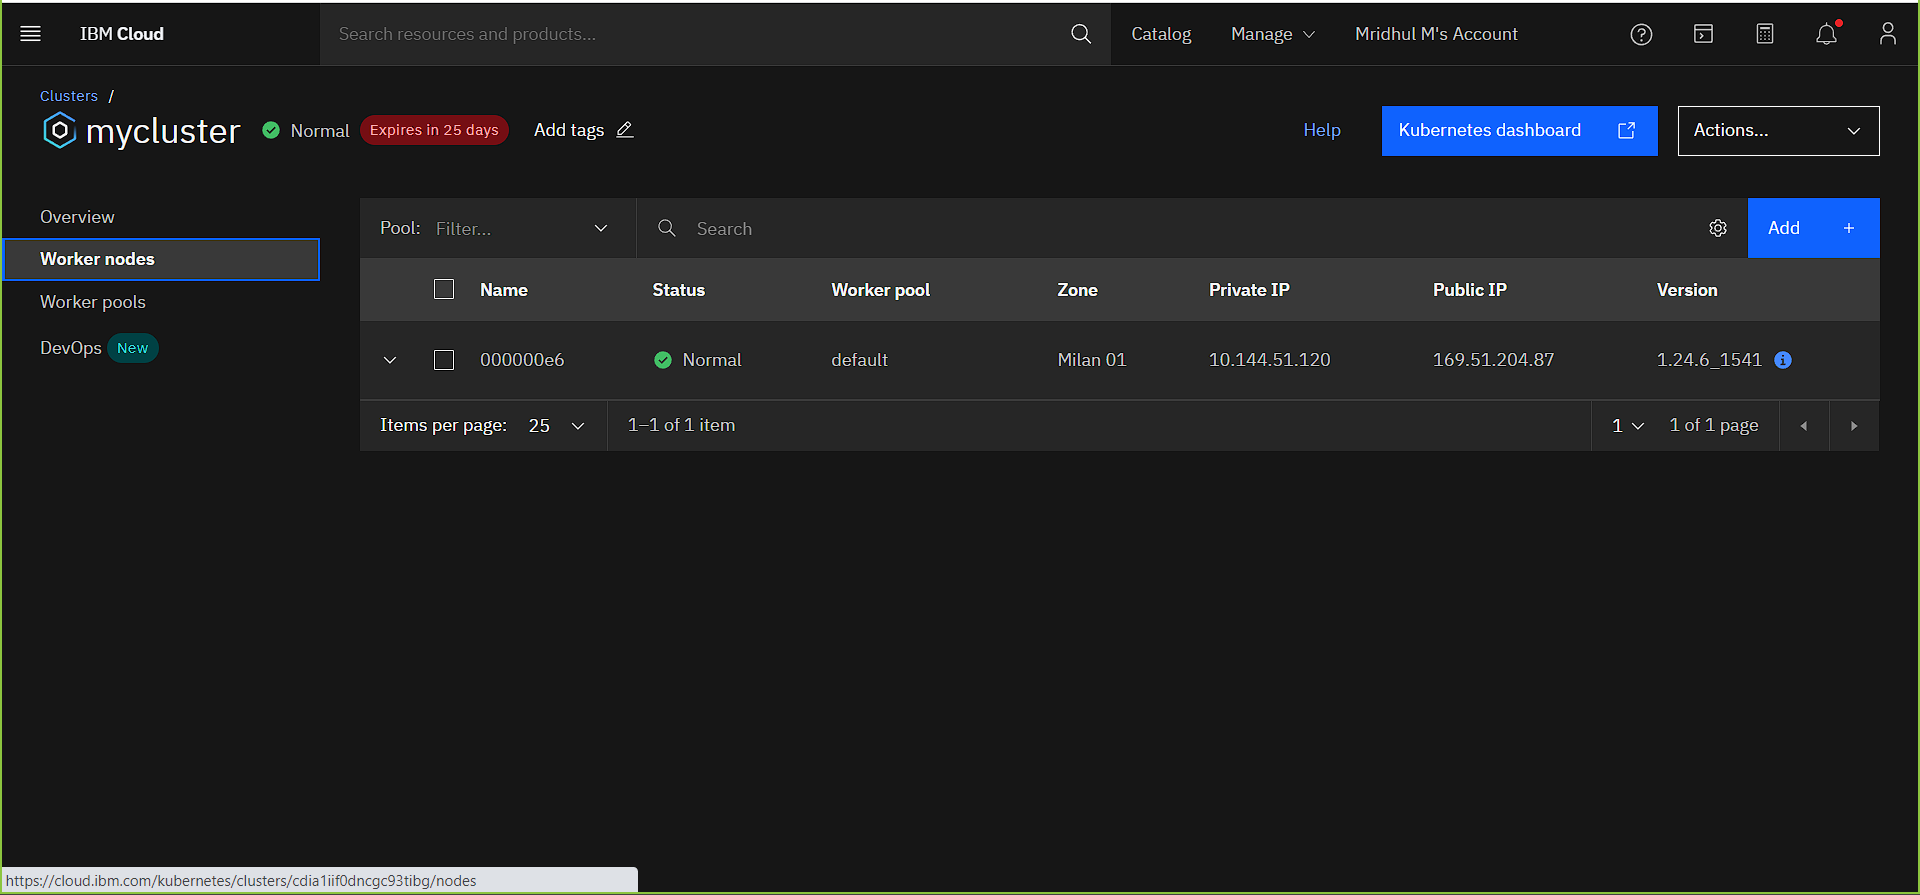 IBM Cloud
Search resources and products...
Catalog
Manage
Mridhul M's Account
Clusters /
mycluster
Normal
Expires in 25 days
Add tags
Help
Kubernetes dashboard
Actions...
Overview
Worker nodes
Worker pools
DevOps New
Pool: Filter...
Search
Add +
Name Status Worker pool Zone Private IP Public IP Version
000000e6 Normal default Milan 01 10.144.51.120 169.51.204.87 1.24.6_1541
Items per page: 25 1–1 of 1 item 1 1 of 1 page
https://cloud.ibm.com/kubernetes/clusters/cdia1iif0dncgc93tibg/nodes